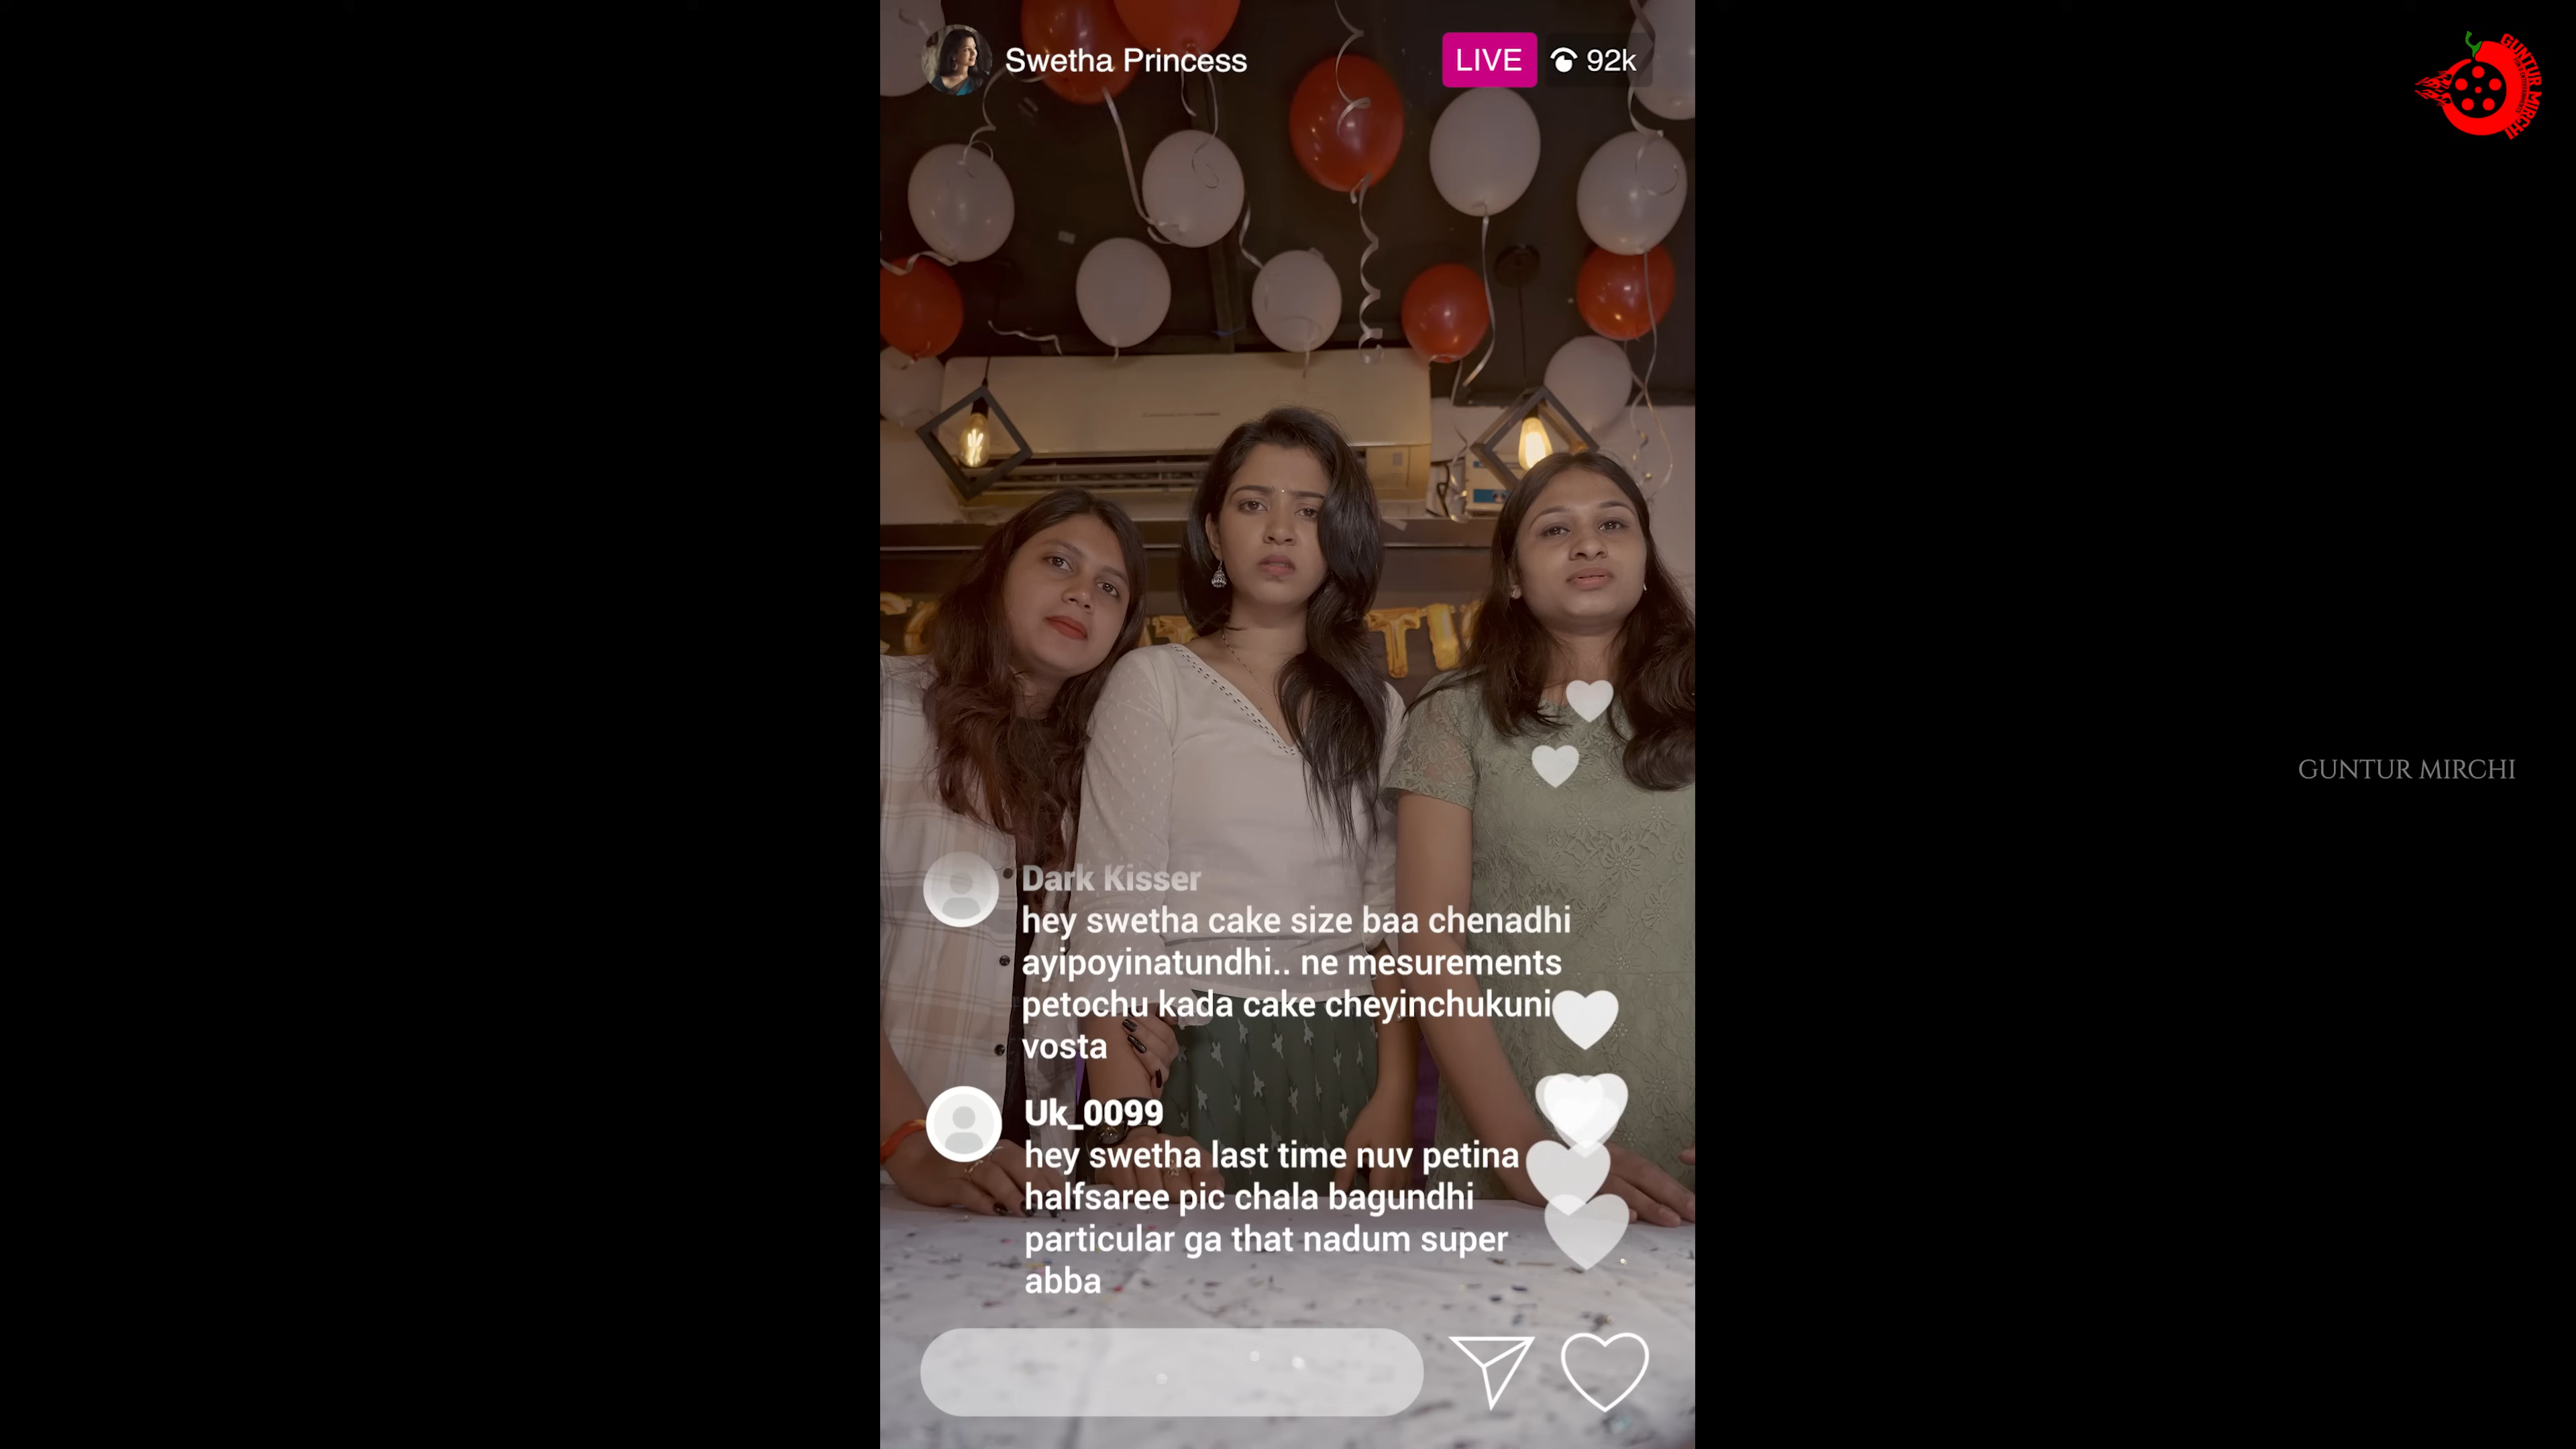 Swetha Princess
LIVE 92k
GUNTUR MIRCHI
GUNTUR MIRCHI
Dark Kisser
hey swetha cake size baa chenadhi
ayipoyinatundhi.. ne mesurements
petochu kada cake cheyinchukuni
vosta
Uk_0099
hey swetha last time nuv petina
halfsaree pic chala bagundhi
particular ga that nadum super
abba